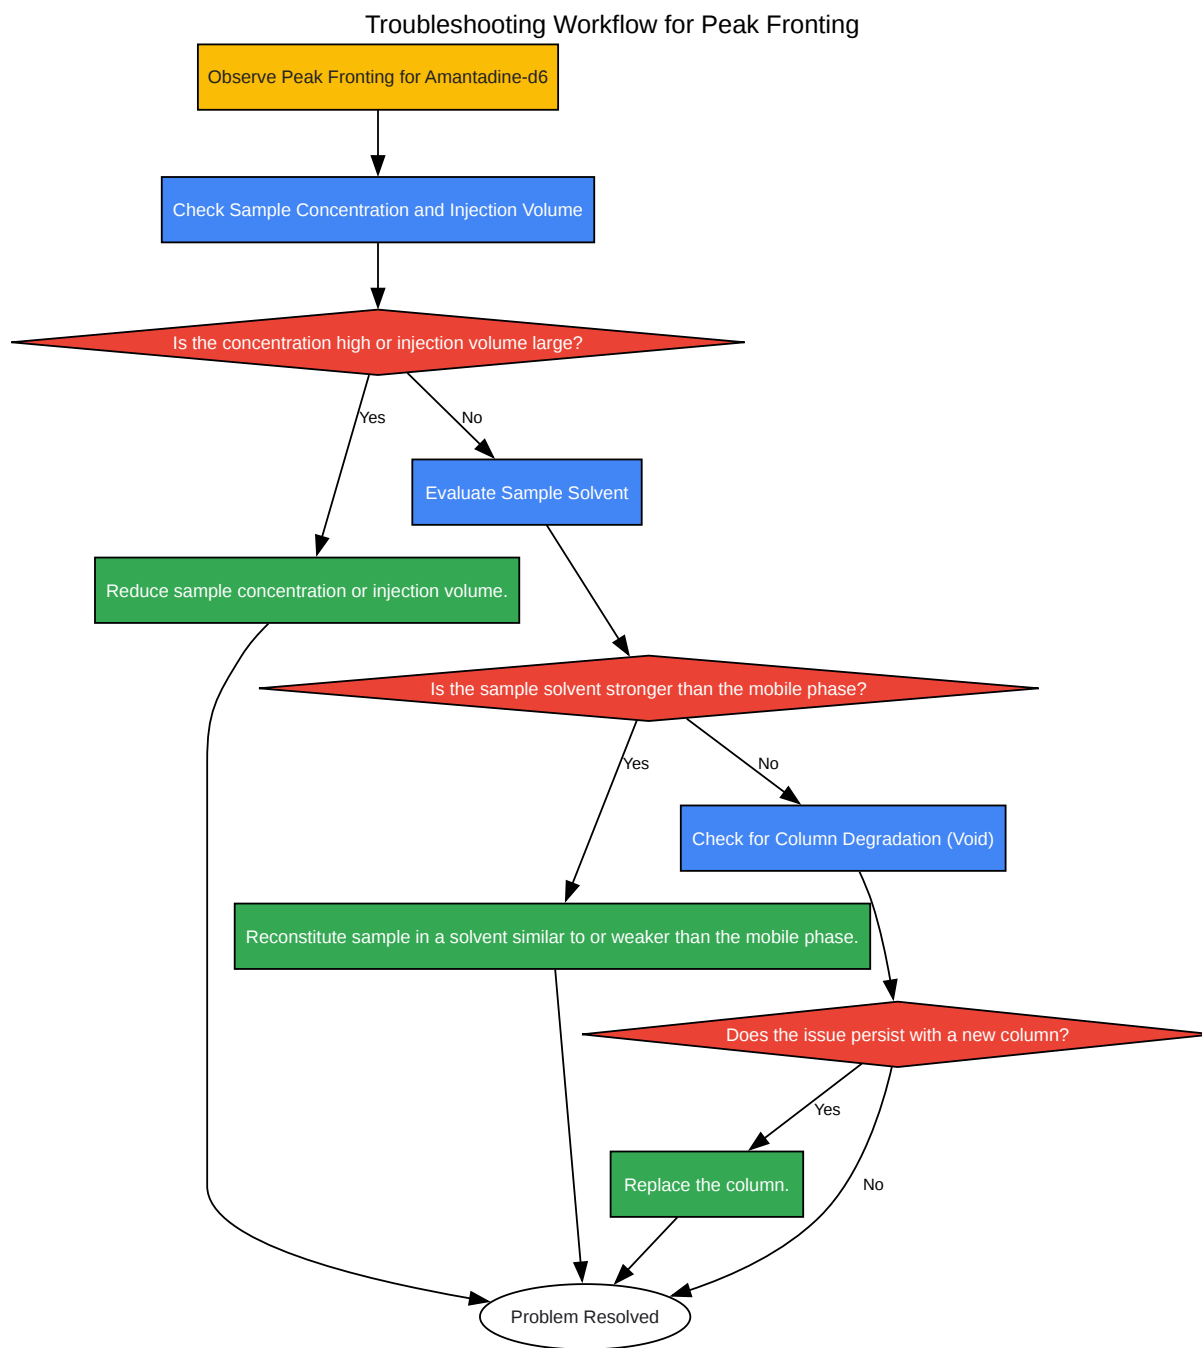 Troubleshooting Workflow for Peak Fronting
Observe Peak Fronting for Amantadine-d6
Check Sample Concentration and Injection Volume
Is the concentration high or injection volume large?
Yes
No
Evaluate Sample Solvent
Reduce sample concentration or injection volume.
Is the sample solvent stronger than the mobile phase?
Yes
No
Check for Column Degradation (Void)
Reconstitute sample in a solvent similar to or weaker than the mobile phase.
Does the issue persist with a new column?
Yes
Replace the column.
No
Problem Resolved